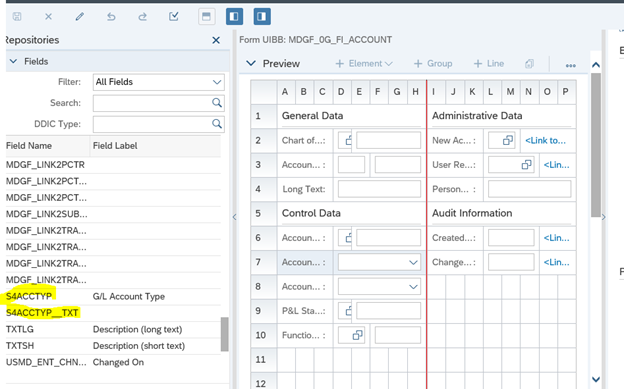 Repositories
Fields
Filter: All Fields
Search:
DDIC Type:
Field Name Field Label
MDGF_LINK2PCTR
MDGF_LINK2PCT...
MDGF_LINK2PCT...
MDGF_LINK2SUB...
MDGF_LINK2TRA...
MDGF_LINK2TRA...
MDGF_LINK2TRA...
MDGF_LINK2TRA...
S4ACCTYP G/L Account Type
S4ACCTYP__TXT
TXTLG Description (long text)
TXTSH Description (short text)
USMD_ENT_CHN... Changed On
Form UIBB: MDGF_0G_FI_ACCOUNT
Preview + Element + Group + Line ...
A B C D E F G H I J K L M N O P
1 General Data Administrative Data
2 Chart of...: New Ac...: <Link to...
3 Accoun...: User Re...: <Lin...
4 Long Text: Person...:
5 Control Data Audit Information
6 Accoun...: Created...: <Lin...
7 Accoun...: Change...: <Lin...
8 Accoun...:
9 P&L Sta...:
10 Functio...:
11
12